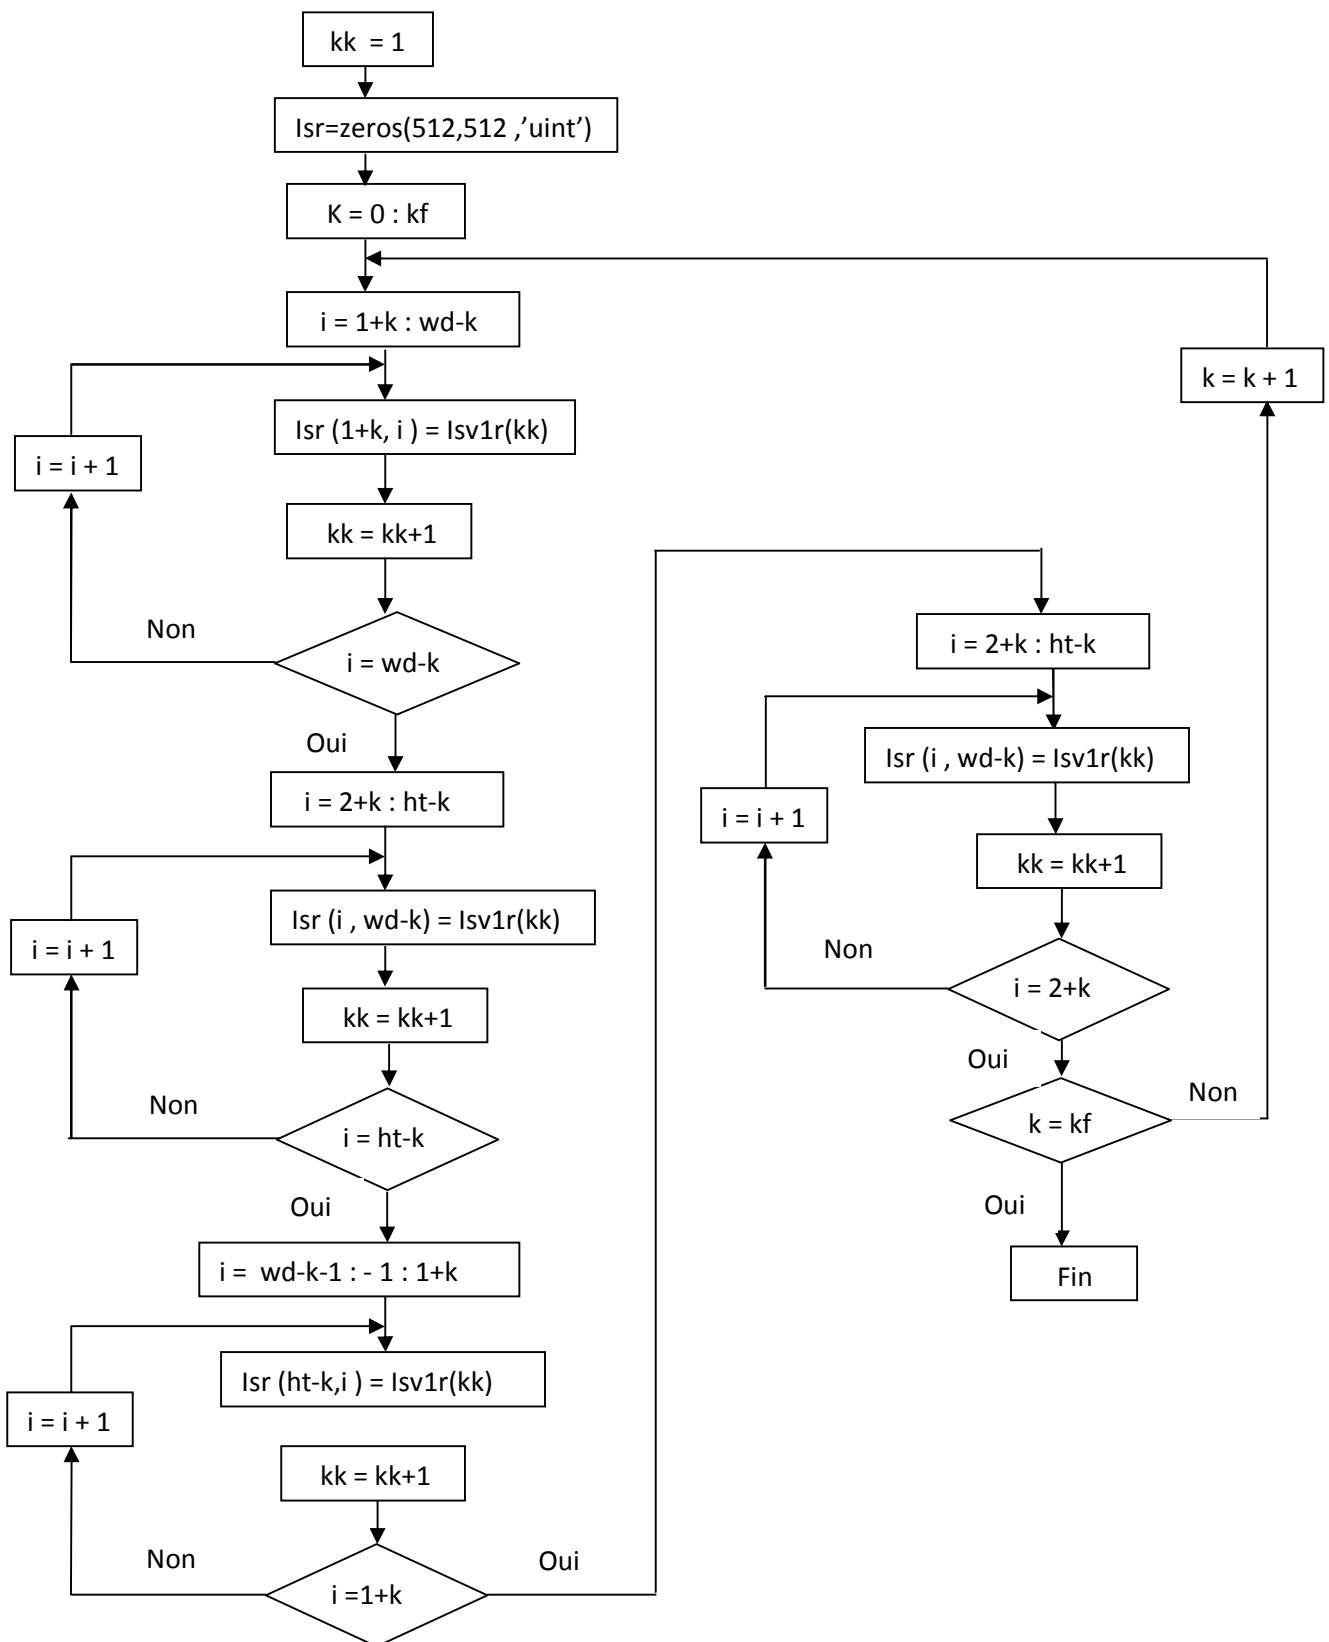 kk = 1
Isr=zeros(512,512 ,’uint’)
K = 0 : kf
i = 1+k : wd-k
Isr (1+k, i ) = Isv1r(kk)
i = i + 1
kk = kk+1
Non
i = wd-k
Oui
i = 2+k : ht-k
Isr (i , wd-k) = Isv1r(kk)
i = i + 1
kk = kk+1
Non
i = ht-k
Oui
i = wd-k-1 : - 1 : 1+k
Isr (ht-k,i ) = Isv1r(kk)
i = i + 1
kk = kk+1
Non
Oui
i =1+k
i = 2+k : ht-k
Isr (i , wd-k) = Isv1r(kk)
i = i + 1
kk = kk+1
Non
i = 2+k
Oui
Non
k = kf
k = k + 1
Oui
Fin